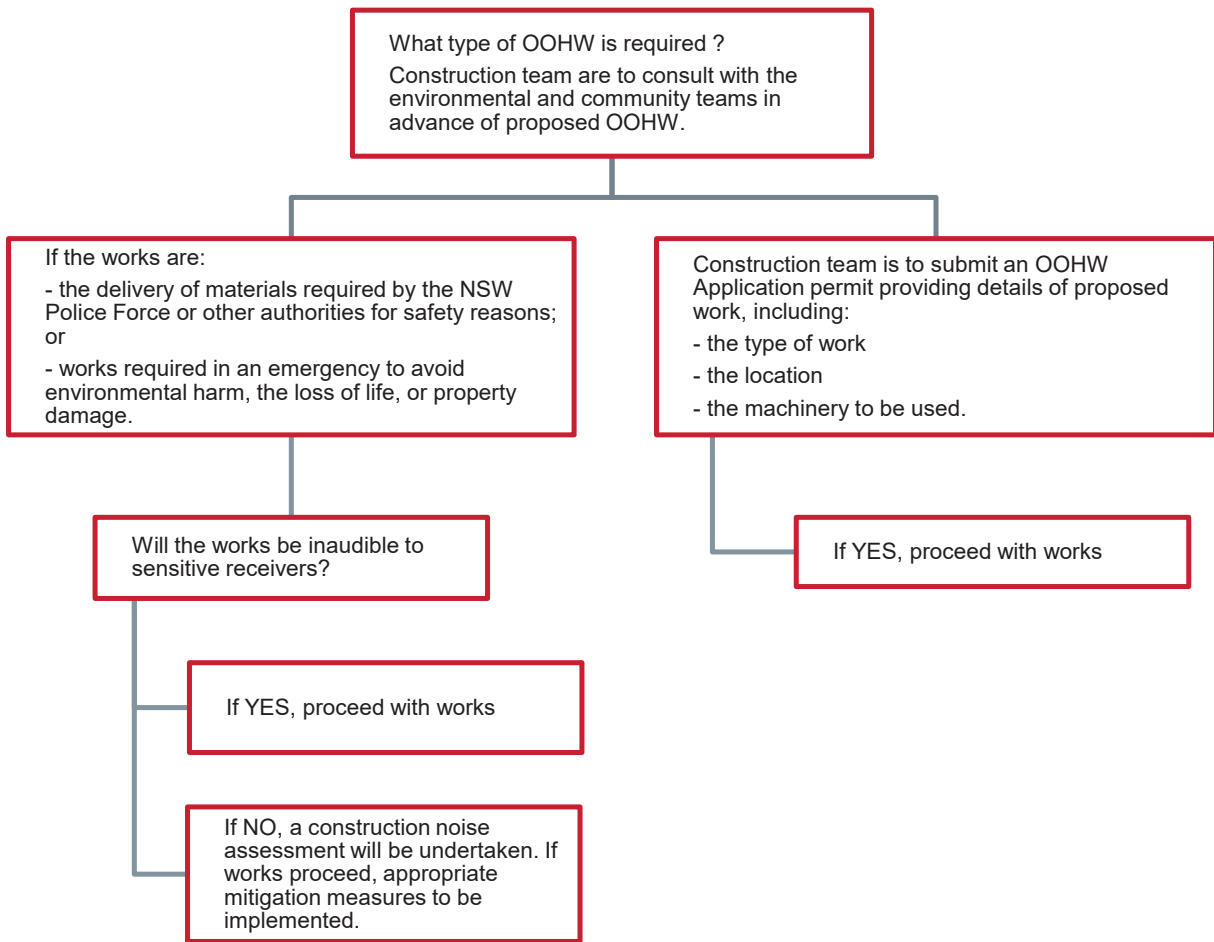 What type of OOHW is required ?
Construction team are to consult with the
environmental and community teams in
advance of proposed OOHW.
If the works are:
- the delivery of materials required by the NSW
Police Force or other authorities for safety reasons;
or
- works required in an emergency to avoid
environmental harm, the loss of life, or property
damage.
Construction team is to submit an OOHW
Application permit providing details of proposed
work, including:
- the type of work
- the location
- the machinery to be used.
Will the works be inaudible to
sensitive receivers?
If YES, proceed with works
If YES, proceed with works
If NO, a construction noise
assessment will be undertaken. If
works proceed, appropriate
mitigation measures to be
implemented.